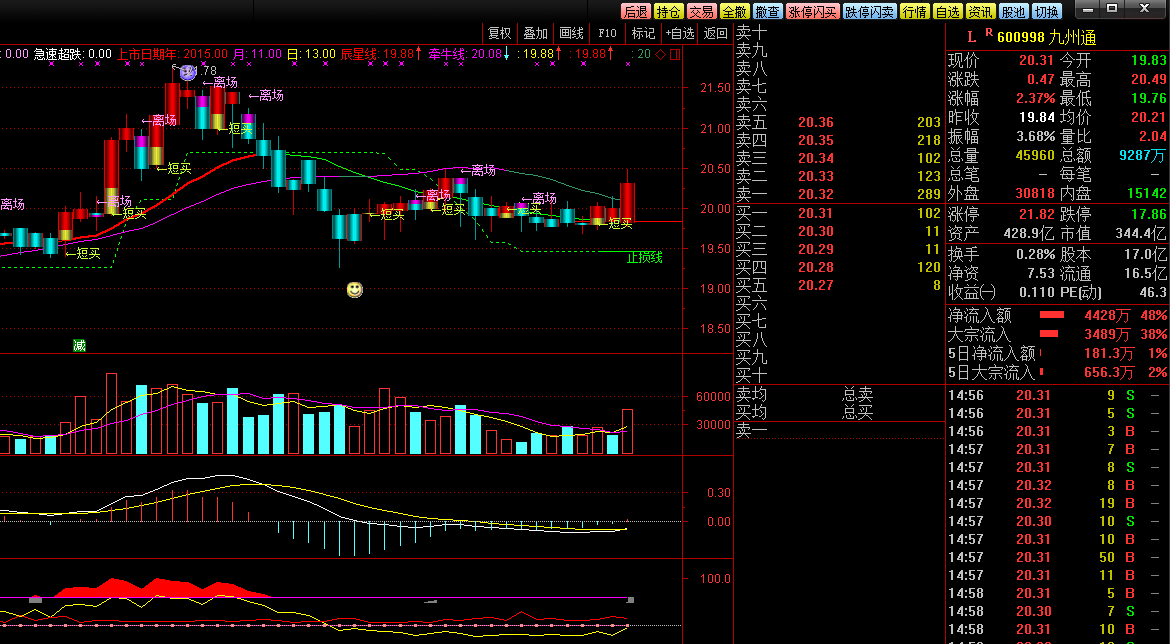 后退 持仓 交易 全撤 撤查 涨停闪买 跌停闪卖 行情 自选 资讯 股池 切换
复权 叠加 画线 F10 标记 +自选 返回
: 0.00 急速超跌: 0.00 上市日期年: 2015.00 月: 11.00 日: 13.00 辰星线: 19.88 牵牛线: 20.08 : 19.88 : 19.88 : 20
21.50
21.00
20.50
20.00
19.50
19.00
18.50
.78
←离场
←离场
←离场
←短买
←短买
离场
←离场
←短买
←短买
←离场
←离场
←短买
←短买
←离场
←短买
←短买
止损线
减
60000
30000
0.30
0.00
100.0
卖十
卖九
卖八
卖七
卖六
卖五 20.36 203
卖四 20.35 218
卖三 20.34 102
卖二 20.33 123
卖一 20.32 289
买一 20.31 102
买二 20.30 11
买三 20.29 11
买四 20.28 120
买五 20.27 8
买六
买七
买八
买九
买十
卖均 总卖
买均 总买
卖一
L R 600998 九州通
现价 20.31 今开 19.83
涨跌 0.47 最高 20.49
涨幅 2.37% 最低 19.76
昨收 19.84 均价 20.21
振幅 3.68% 量比 2.04
总量 45960 总额 9287万
总笔 – 每笔 –
外盘 30818 内盘 15142
涨停 21.82 跌停 17.86
资产 428.9亿 市值 344.4亿
换手 0.28% 股本 17.0亿
净资 7.53 流通 16.5亿
收益㈠ 0.110 PE(动) 46.3
净流入额 4428万 48%
大宗流入 3489万 38%
5日净流入额 181.3万 1%
5日大宗流入 656.3万 2%
14:56 20.31 9 S –
14:56 20.31 5 S –
14:56 20.31 3 B –
14:57 20.31 7 B –
14:57 20.31 8 S –
14:57 20.32 8 B –
14:57 20.32 19 B –
14:57 20.30 10 S –
14:57 20.31 10 B –
14:57 20.31 50 B –
14:57 20.31 11 B –
14:58 20.31 5 B –
14:58 20.30 7 S –
14:58 20.31 10 B –